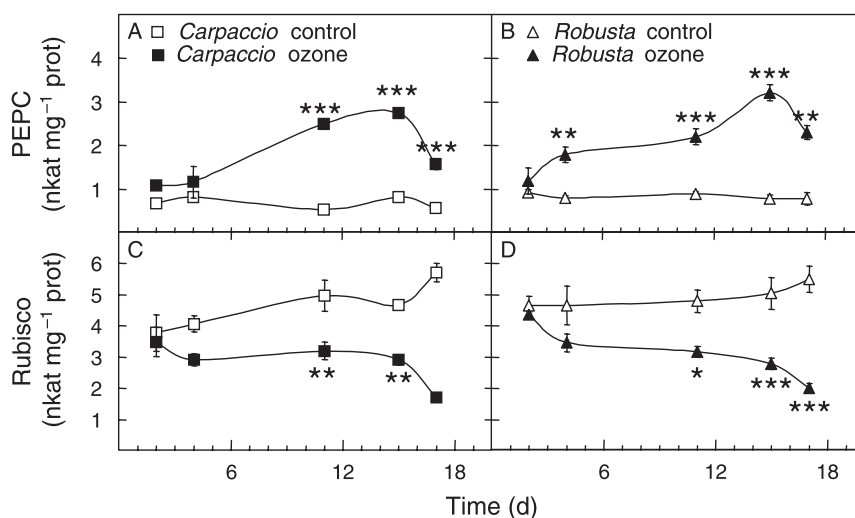 A □ Carpaccio control
■ Carpaccio ozone
B △ Robusta control
▲ Robusta ozone
PEPC
(nkat mg⁻¹ prot)
4
3
2
1
***
***
***
**
***
***
**
C
D
Rubisco
(nkat mg⁻¹ prot)
6
5
4
3
2
1
**
**
*
***
***
6
12
18
6
12
18
Time (d)